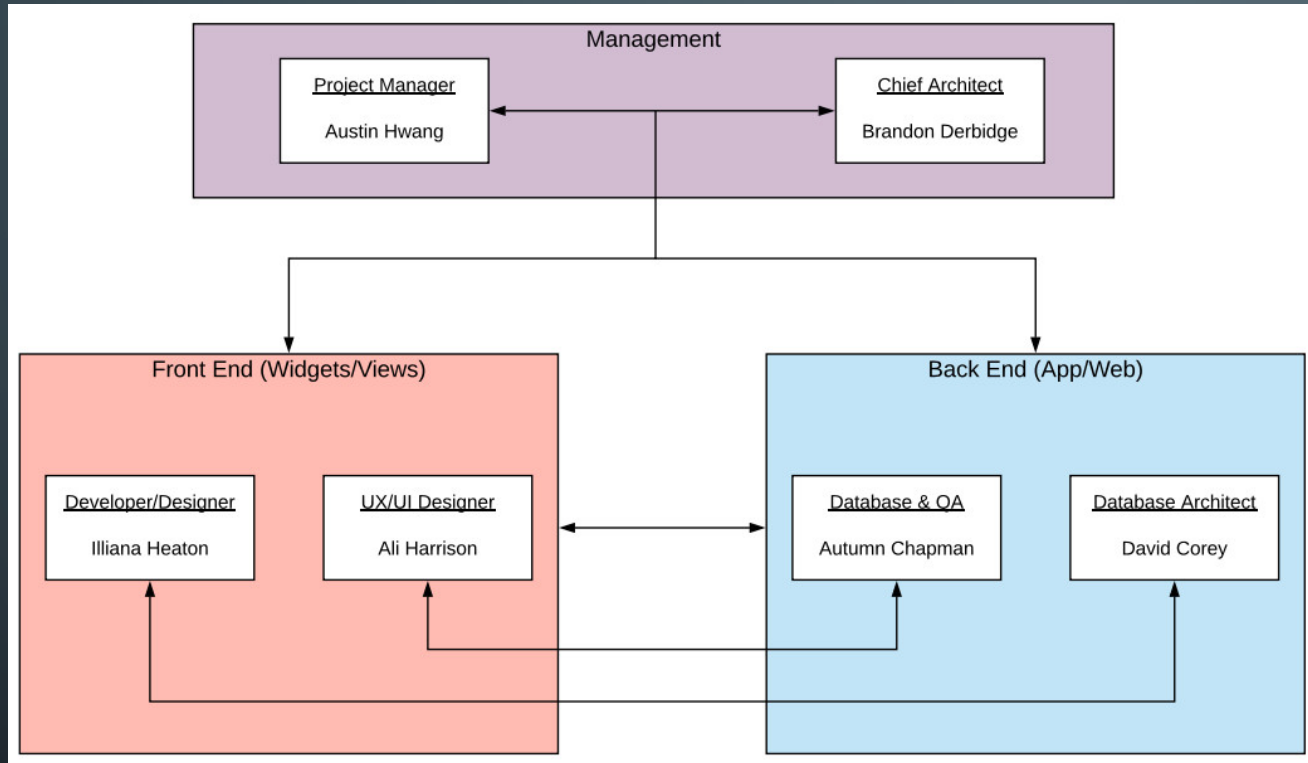 Management
Project Manager
Austin Hwang
Chief Architect
Brandon Derbidge
Front End (Widgets/Views)
Developer/Designer
Illiana Heaton
UX/UI Designer
Ali Harrison
Back End (App/Web)
Database & QA
Autumn Chapman
Database Architect
David Corey